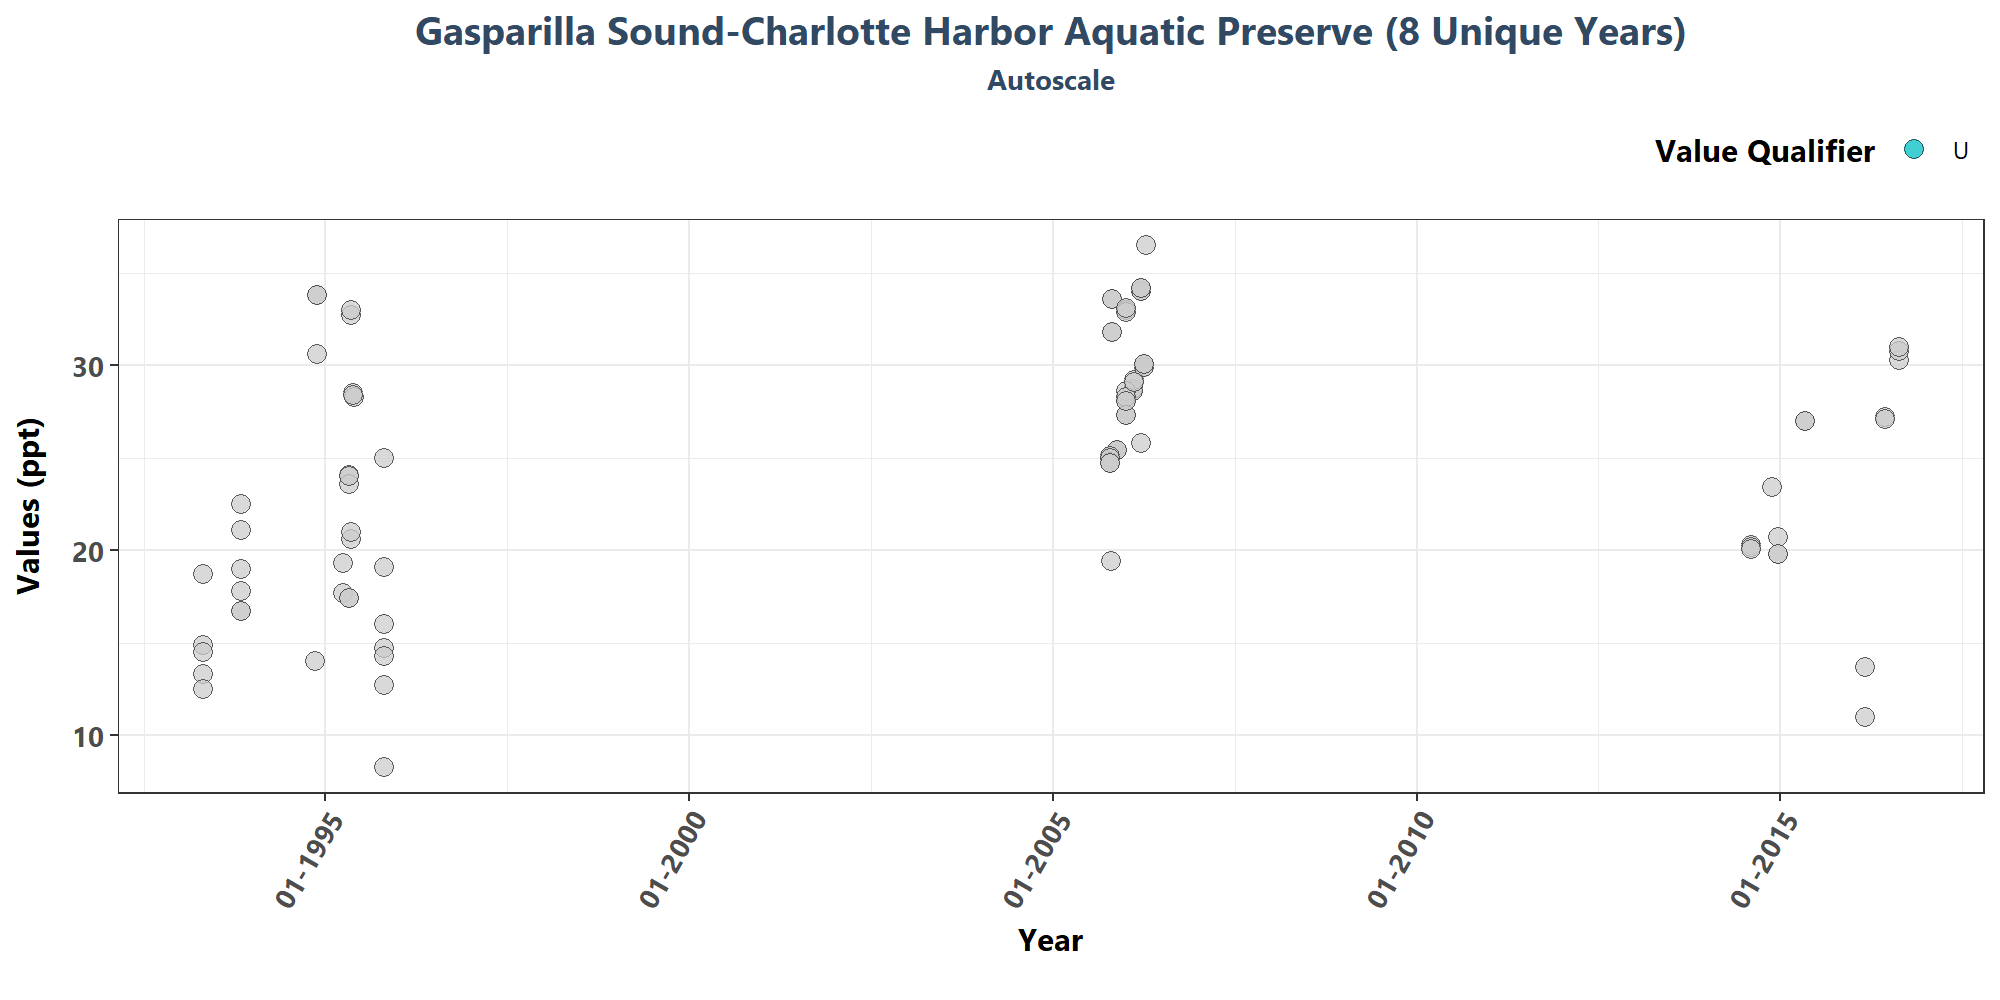 Gasparilla Sound-Charlotte Harbor Aquatic Preserve (8 Unique Years)
Autoscale
Value Qualifier U
Values (ppt)
30
20
10
01-1995 01-2000 01-2005 01-2010 01-2015
Year